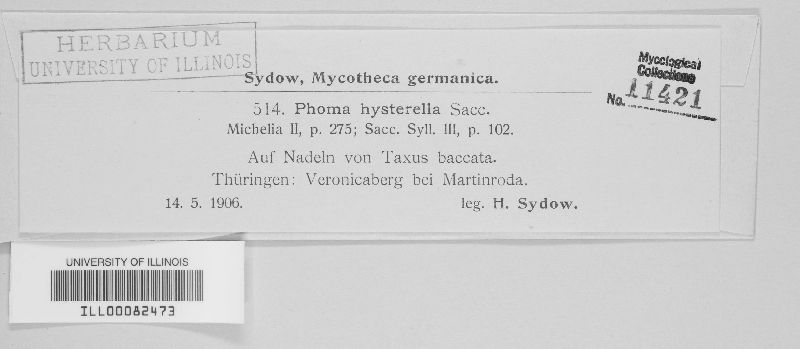 HERBARIUM
UNIVERSITY OF ILLINOIS
Sydow, Mycotheca germanica.
Mycological
Collections
No. 11421
514. Phoma hysterella Sacc.
Michelia II, p. 275; Sacc. Syll. III, p. 102.
Auf Nadeln von Taxus baccata.
Thüringen: Veronicaberg bei Martinroda.
14. 5. 1906. leg. H. Sydow.
UNIVERSITY OF ILLINOIS
ILL00082473